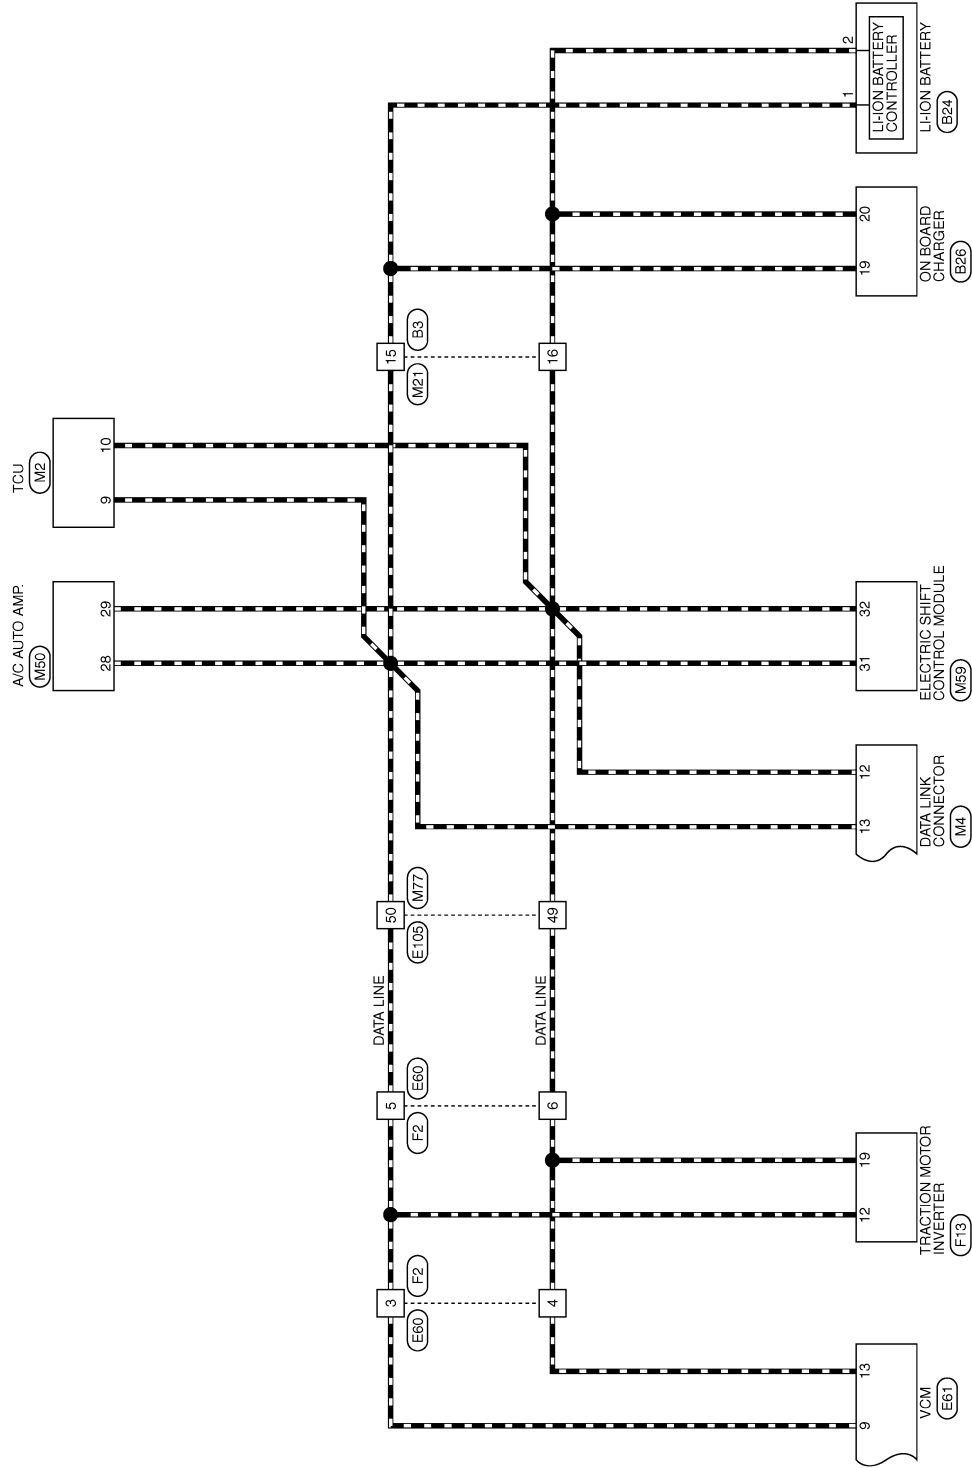 TCU
M2
9
10
A/C AUTO AMP.
M50
28
29
DATA LINE
DATA LINE
3
4
F2
E60
5
6
E60
F2
50
49
M77
E105
15
16
B3
M21
9
13
VCM
E61
12
19
TRACTION MOTOR
INVERTER
F13
13
12
DATA LINK
CONNECTOR
M4
31
32
ELECTRIC SHIFT
CONTROL MODULE
M59
19
20
ON BOARD
CHARGER
B26
1
2
LI-ION BATTERY
CONTROLLER
LI-ION BATTERY
B24